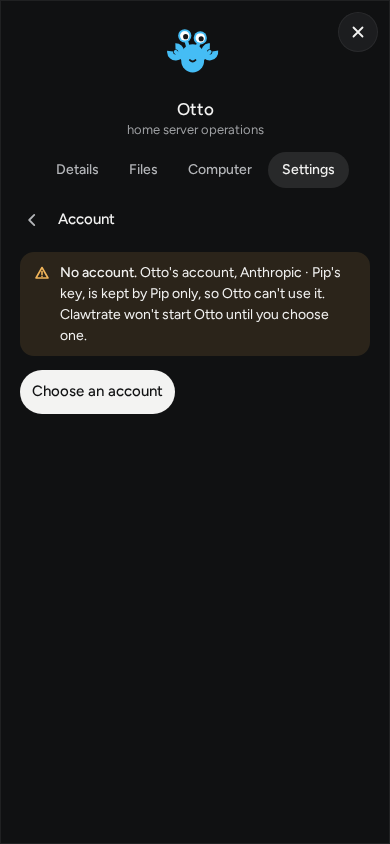 Otto
home server operations
Details Files Computer Settings
Account
No account. Otto's account, Anthropic · Pip's
key, is kept by Pip only, so Otto can't use it.
Clawtrate won't start Otto until you choose
one.
Choose an account